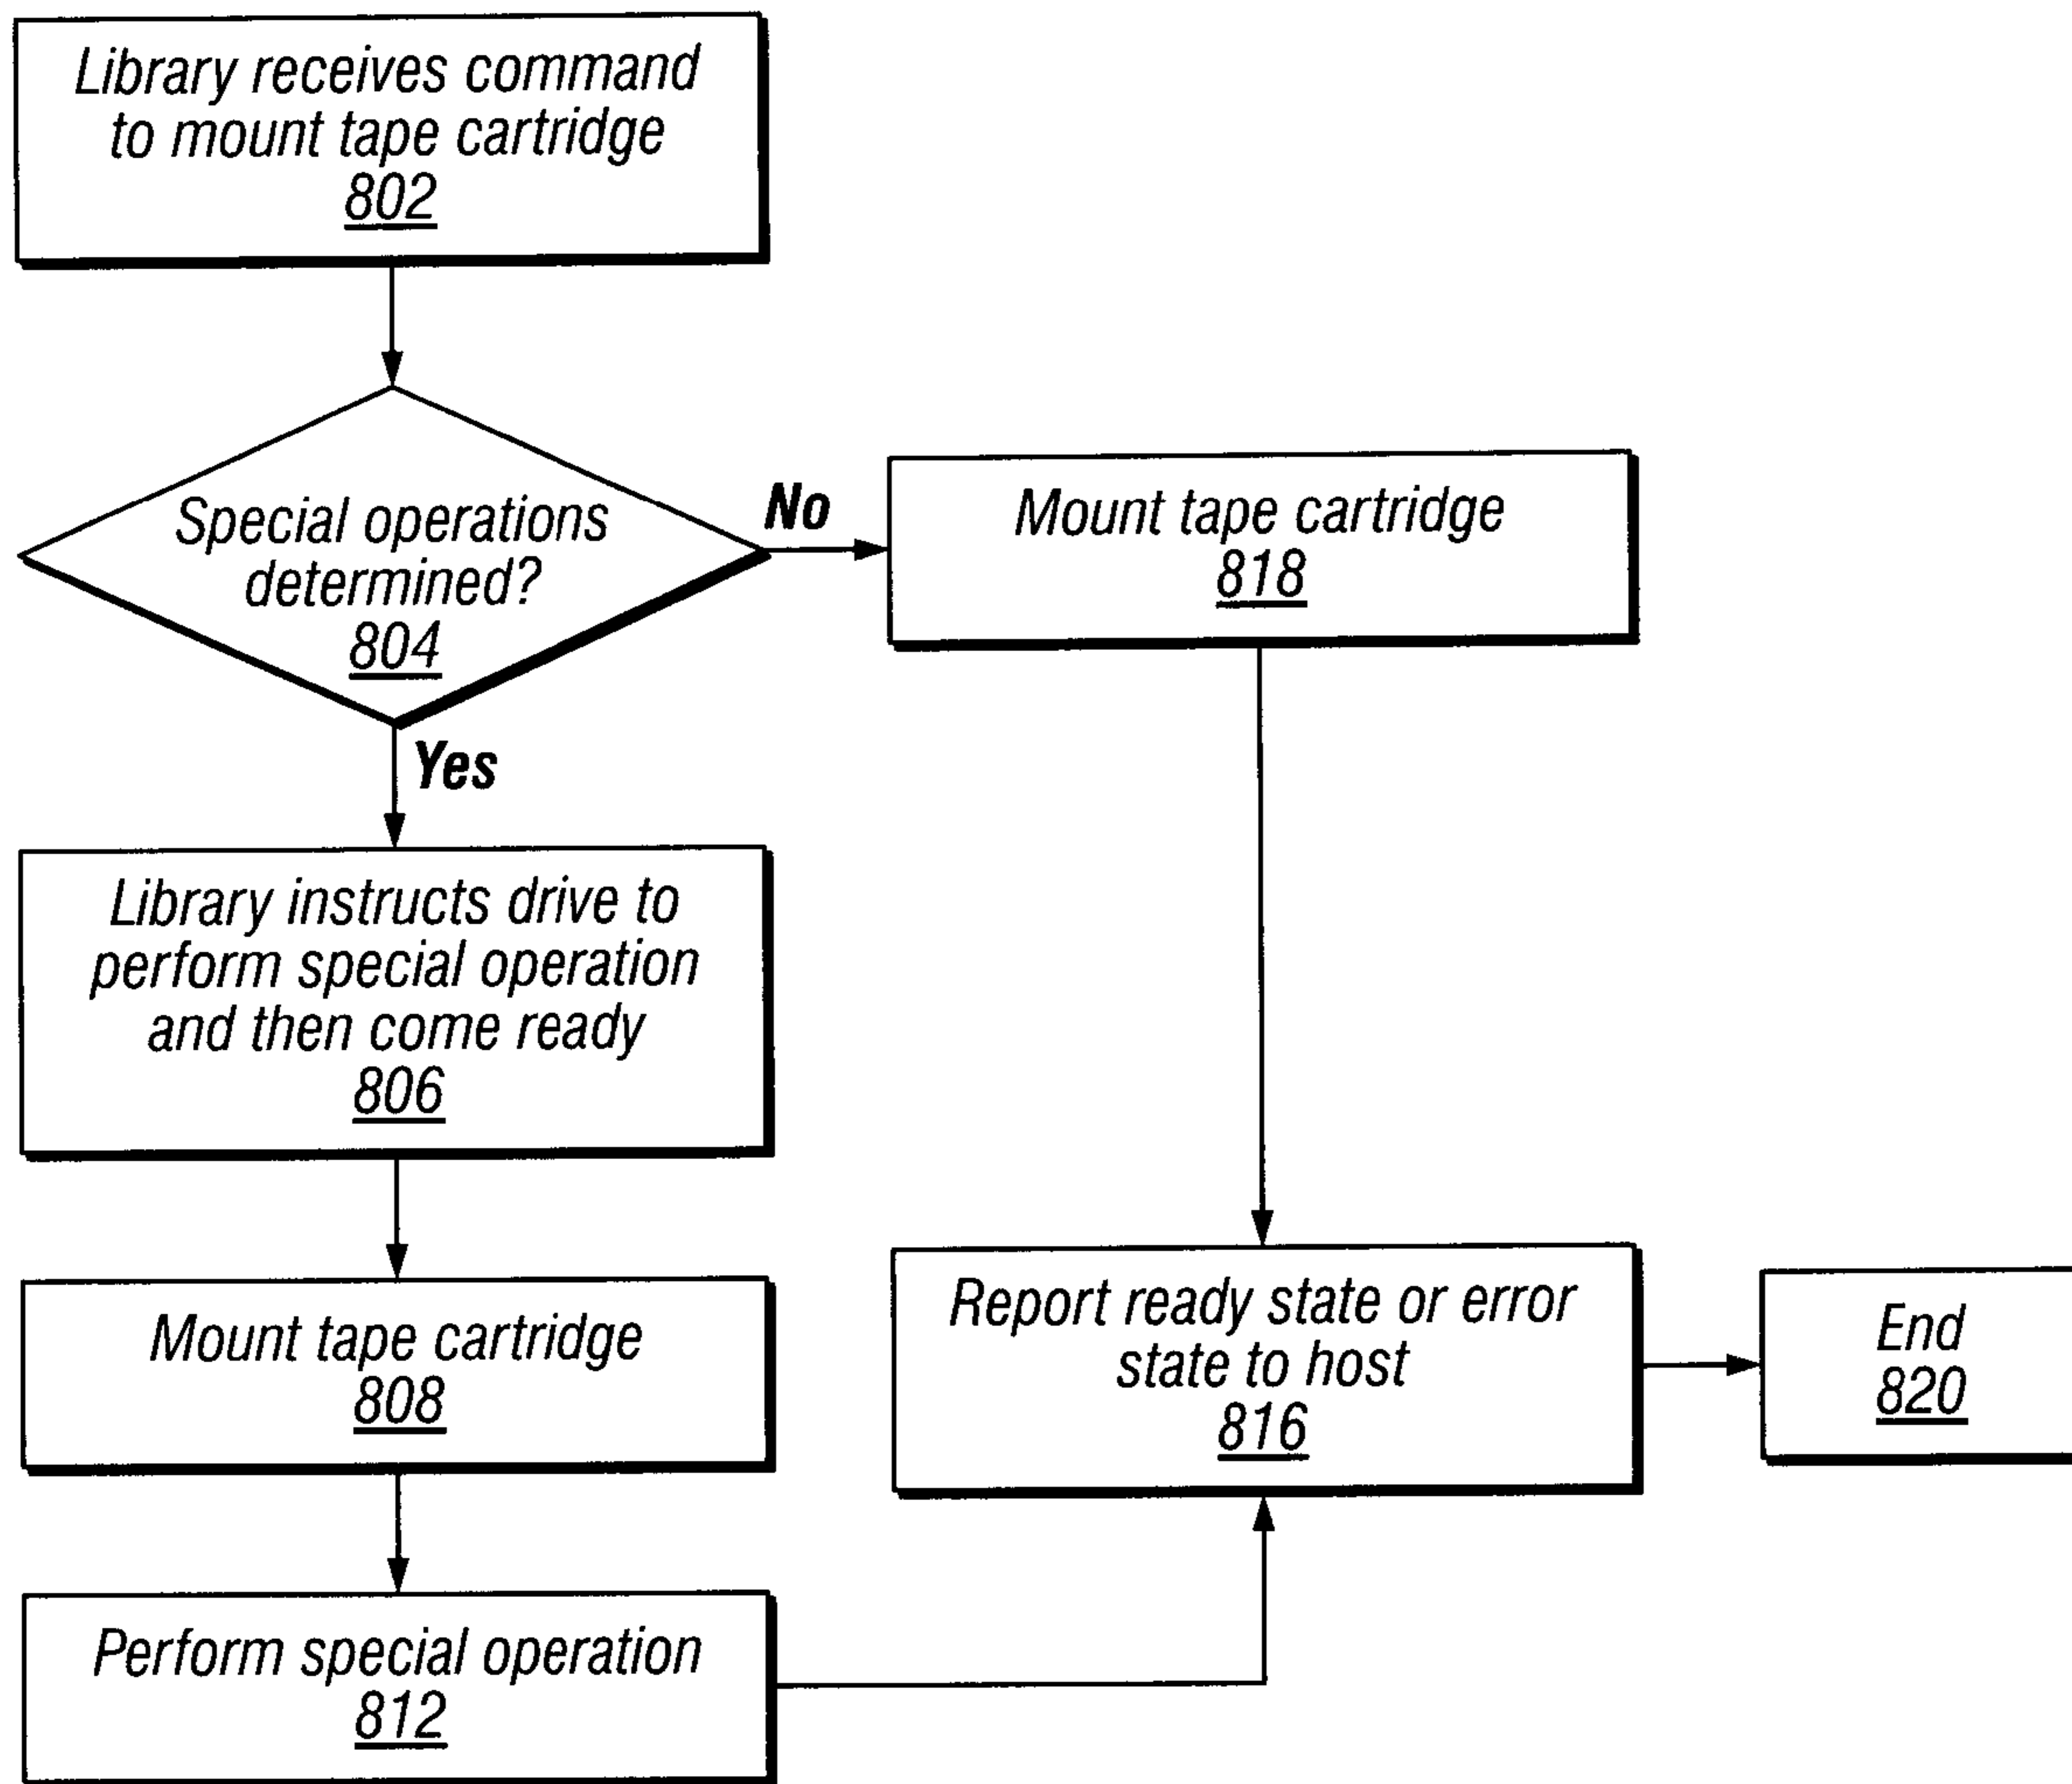 Library receives command
to mount tape cartridge
802
Special operations
determined?
804
No
Mount tape cartridge
818
Yes
Library instructs drive to
perform special operation
and then come ready
806
Mount tape cartridge
808
Report ready state or error
state to host
816
End
820
Perform special operation
812